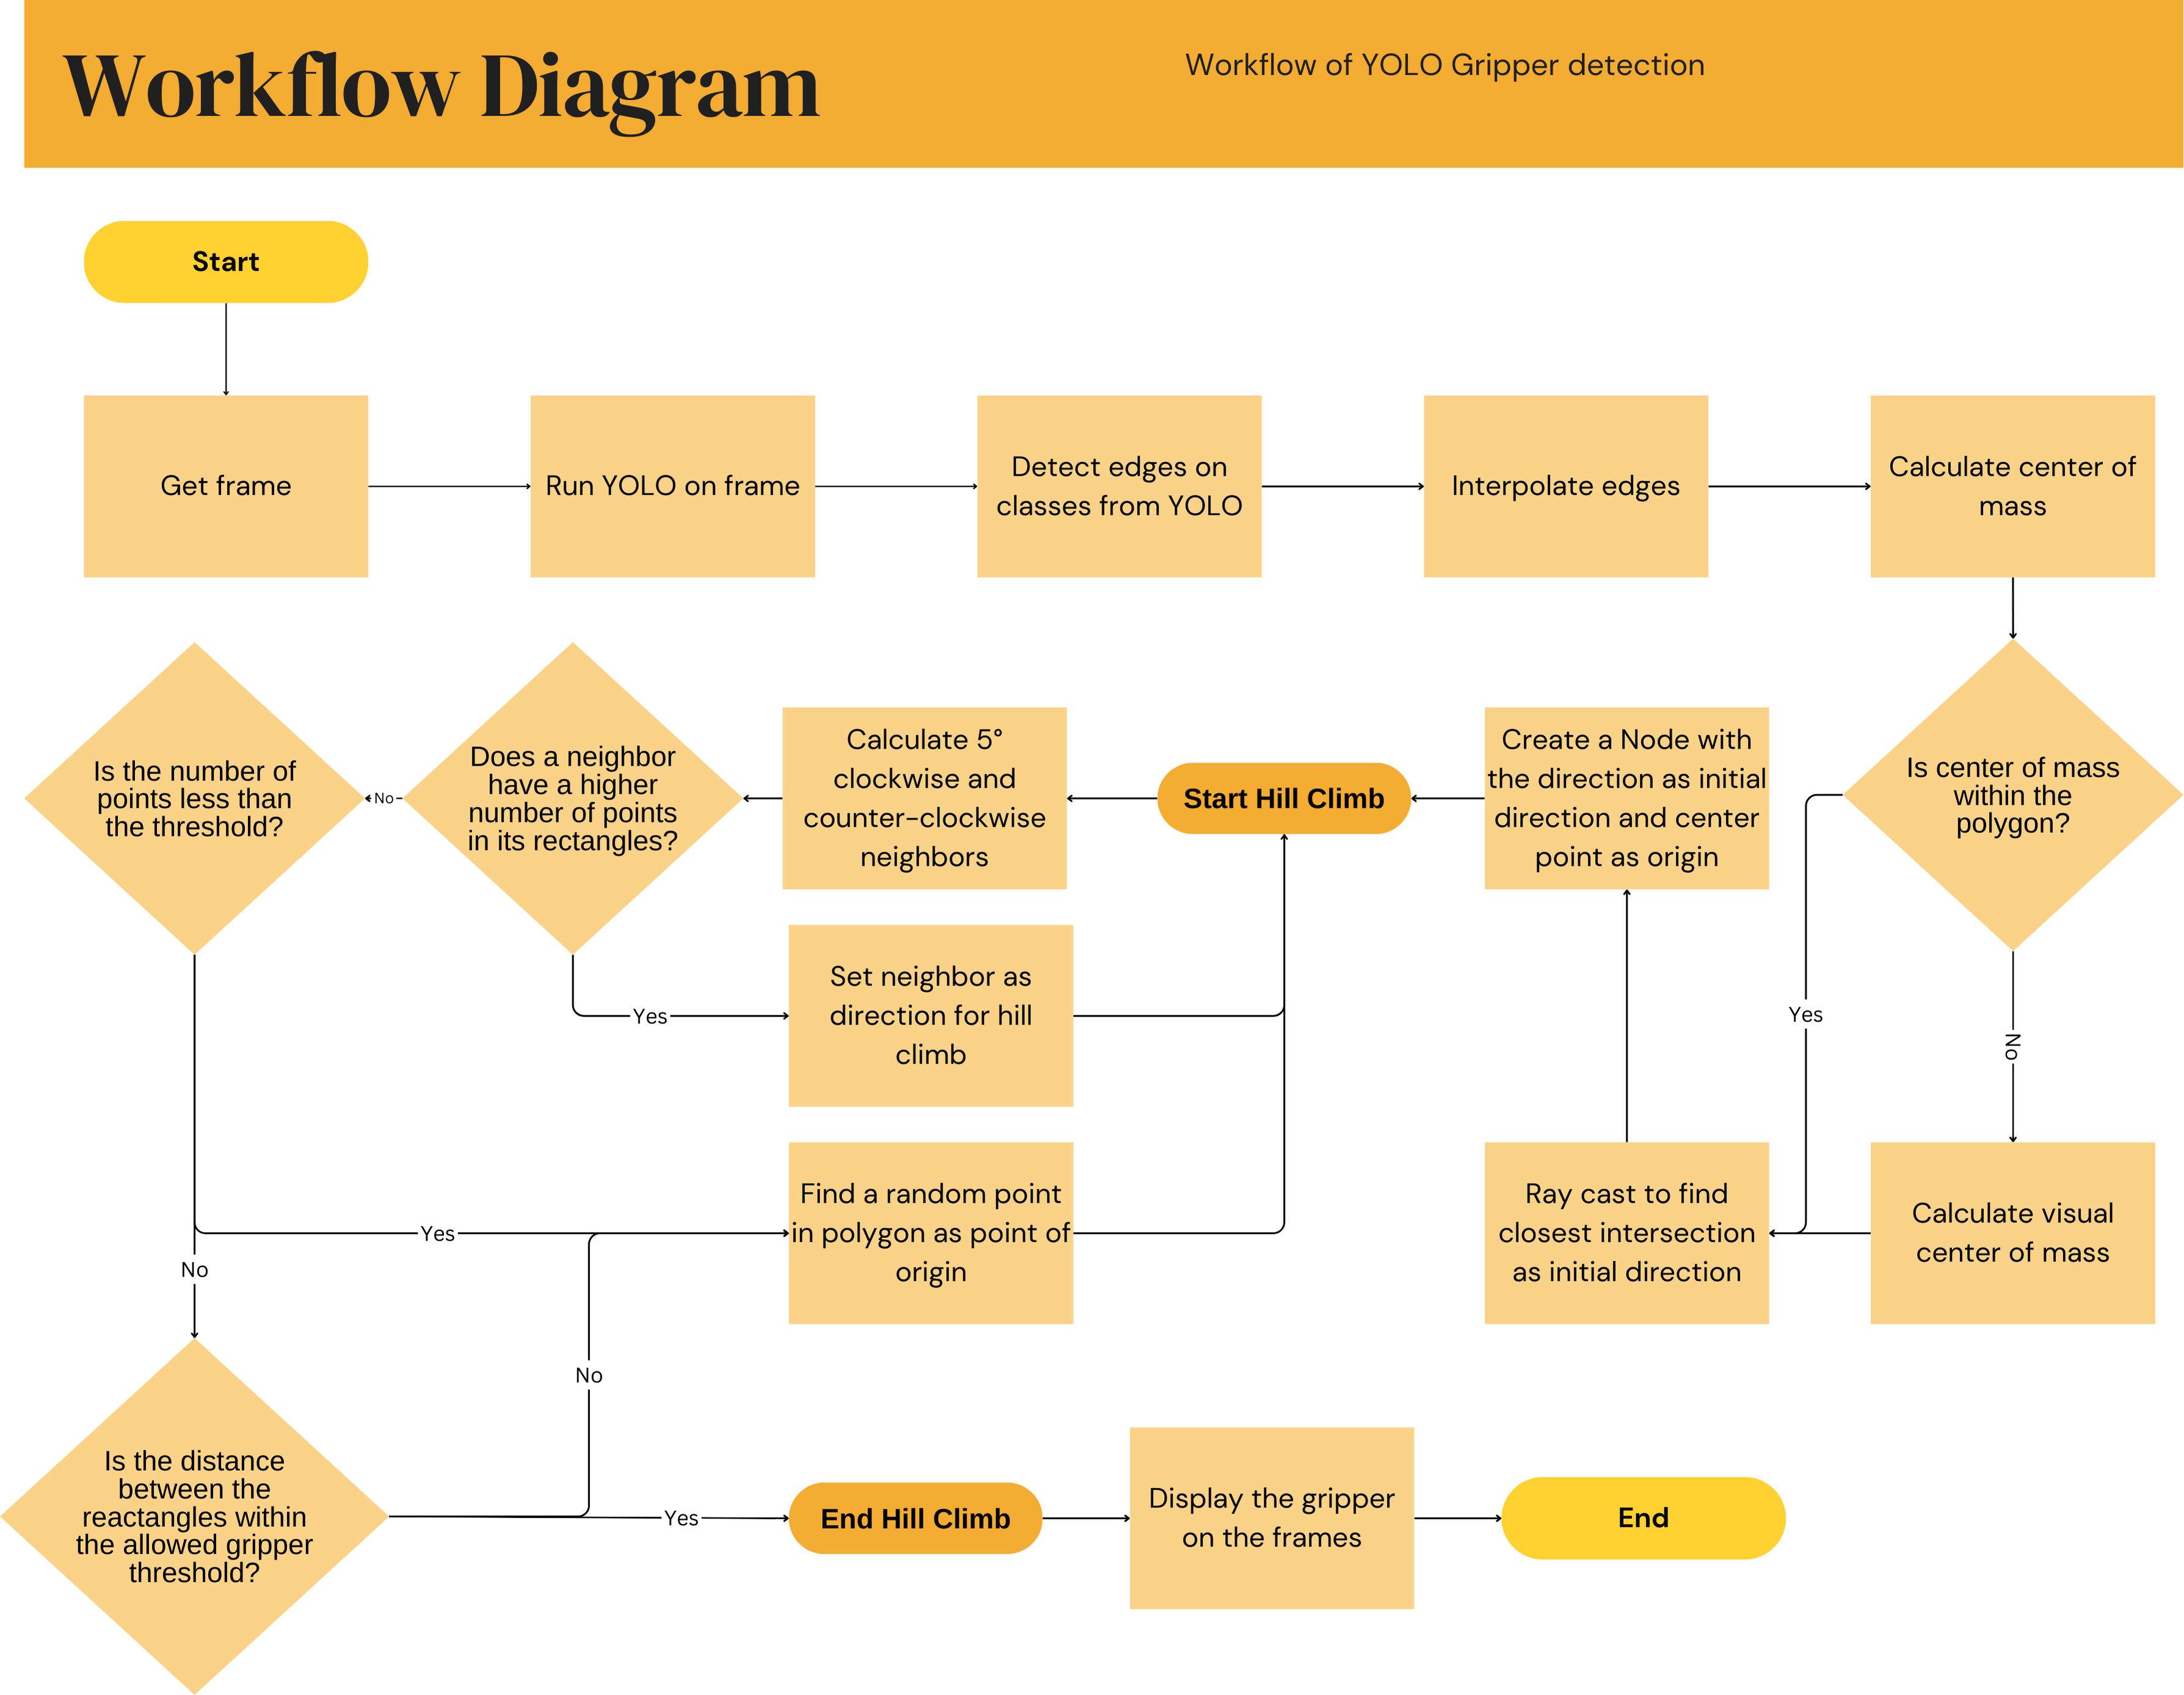 Workflow Diagram
Workflow of YOLO Gripper detection
Start
Get frame
Run YOLO on frame
Detect edges on
classes from YOLO
Interpolate edges
Calculate center of
mass
Is the number of
points less than
the threshold?
No
Does a neighbor
have a higher
number of points
in its rectangles?
Calculate 5°
clockwise and
counter-clockwise
neighbors
Start Hill Climb
Create a Node with
the direction as initial
direction and center
point as origin
Is center of mass
within the
polygon?
Yes
Set neighbor as
direction for hill
climb
Yes
No
Yes
Find a random point
in polygon as point of
origin
Ray cast to find
closest intersection
as initial direction
Calculate visual
center of mass
No
No
Is the distance
between the
reactangles within
the allowed gripper
threshold?
Yes
End Hill Climb
Display the gripper
on the frames
End